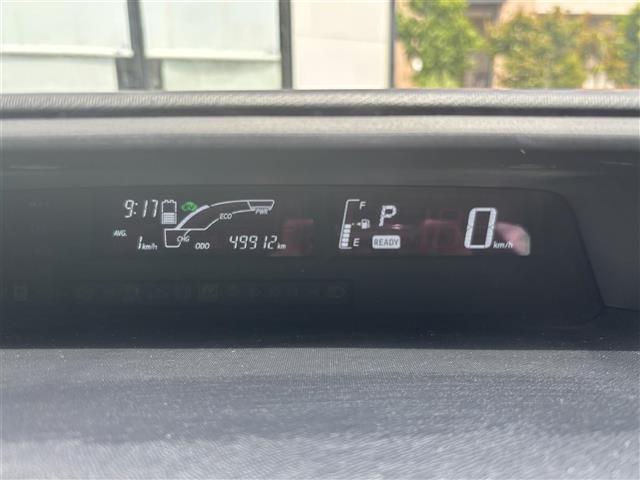 9:17
ECO
PWR
AVG.
1km/h
CHG
ODO 49912km
F
E
P
READY
0km/h